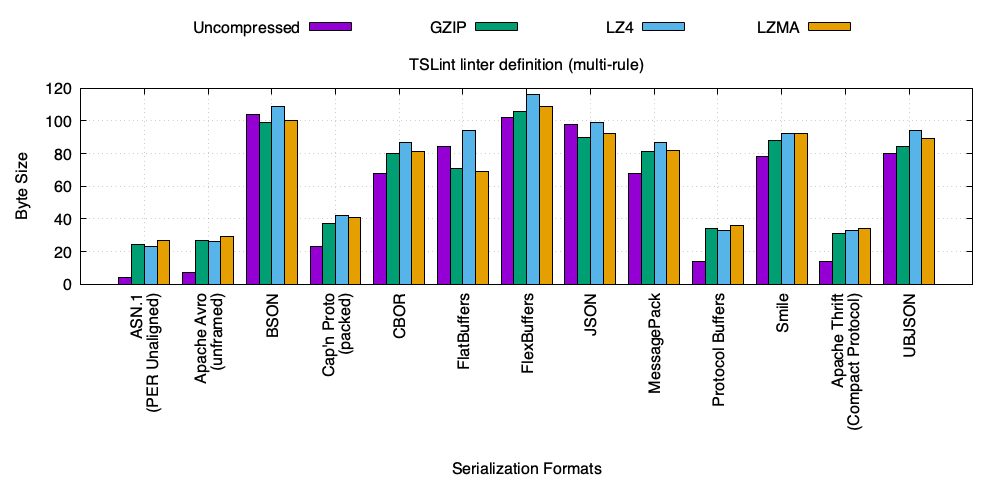 Uncompressed GZIP LZ4 LZMA
TSLint linter definition (multi-rule)
120
100
80
60
40
20
0
Byte Size
ASN.1
(PER Unaligned)
Apache Avro
(unframed)
BSON
Cap'n Proto
(packed)
CBOR
FlatBuffers
FlexBuffers
JSON
MessagePack
Protocol Buffers
Smile
Apache Thrift
(Compact Protocol)
UBJSON
Serialization Formats